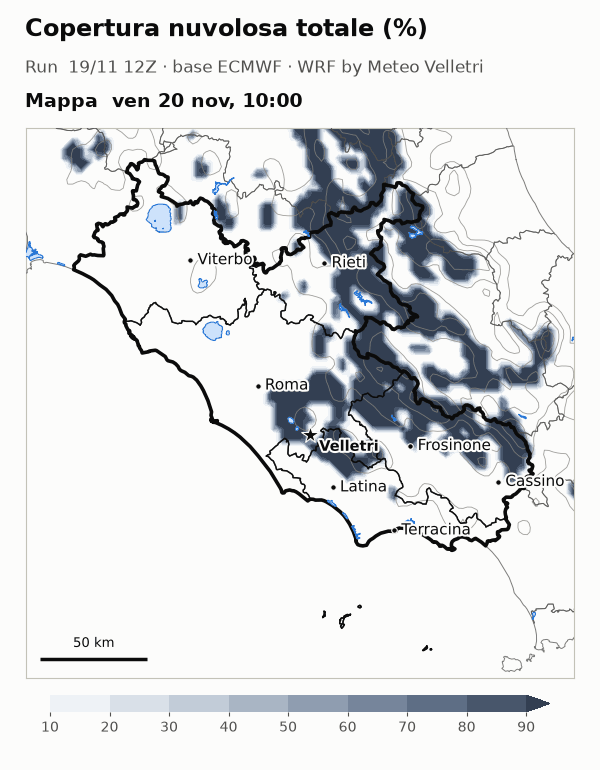 Copertura nuvolosa totale (%)
Run  19/11 12Z · base ECMWF · WRF by Meteo Velletri
Mappa  ven 20 nov, 10:00
Viterbo
Rieti
Roma
Velletri
Frosinone
Cassino
Latina
Terracina
50 km
10 20 30 40 50 60 70 80 90